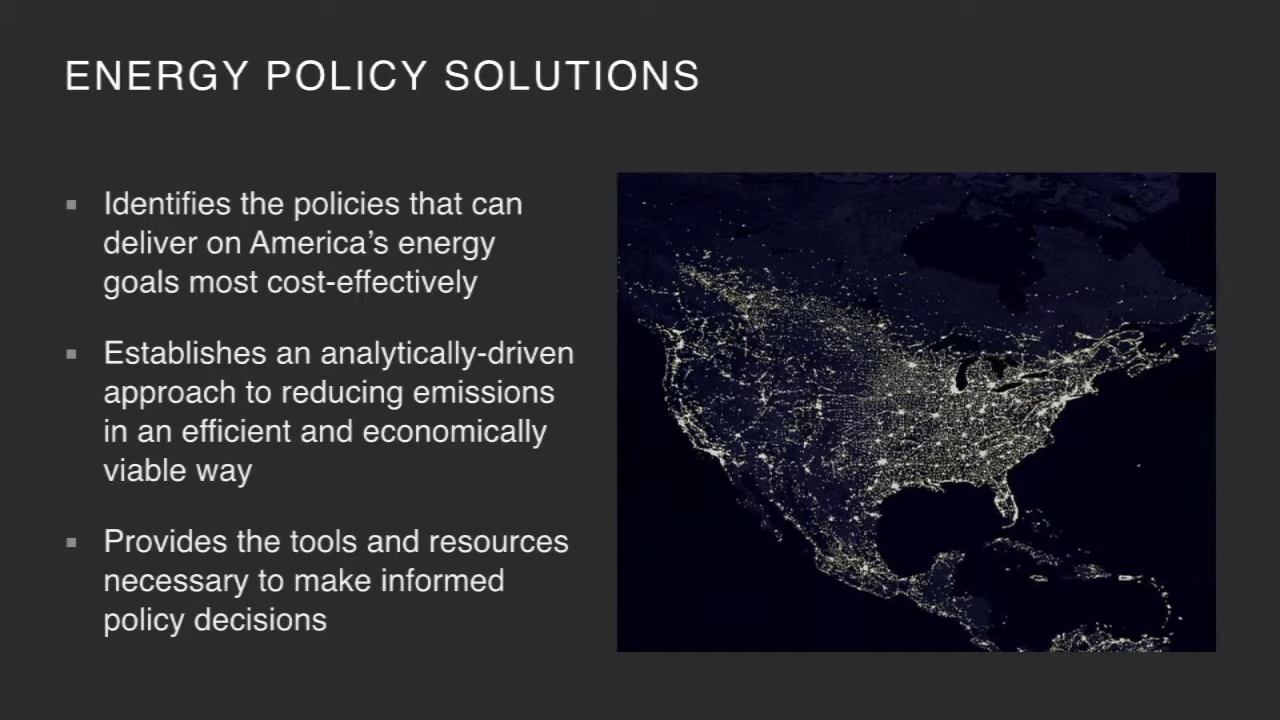 ENERGY POLICY SOLUTIONS
Identifies the policies that can
deliver on America’s energy
goals most cost-effectively
Establishes an analytically-driven
approach to reducing emissions
in an efficient and economically
viable way
Provides the tools and resources
necessary to make informed
policy decisions